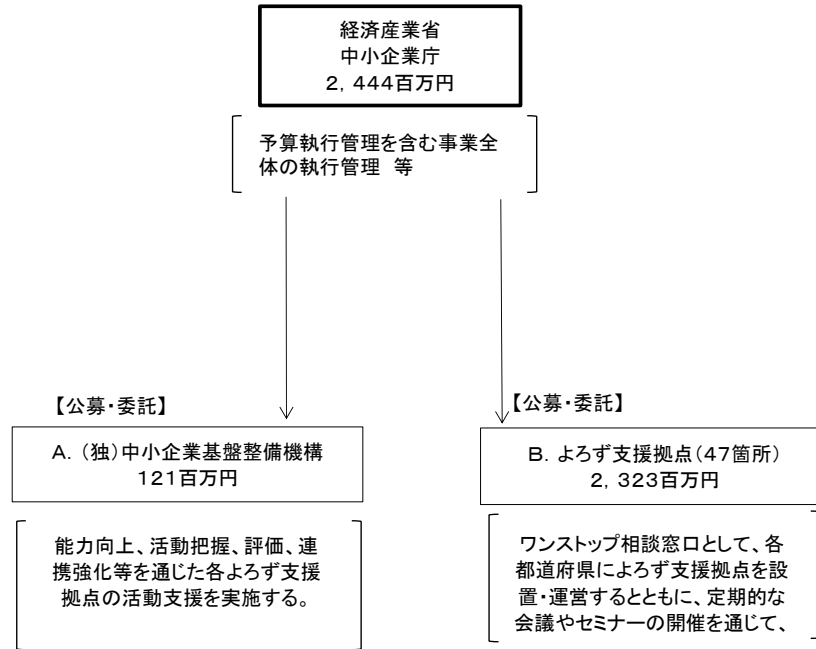 経済産業省
中小企業庁
2,444百万円
予算執行管理を含む事業全
体の執行管理 等
【公募・委託】
A.(独)中小企業基盤整備機構
121百万円
能力向上、活動把握、評価、連
携強化等を通じた各よろず支援
拠点の活動支援を実施する。
【公募・委託】
B.よろず支援拠点(47箇所)
2,323百万円
ワンストップ相談窓口として、各
都道府県によろず支援拠点を設
置・運営するとともに、定期的な
会議やセミナーの開催を通じて、